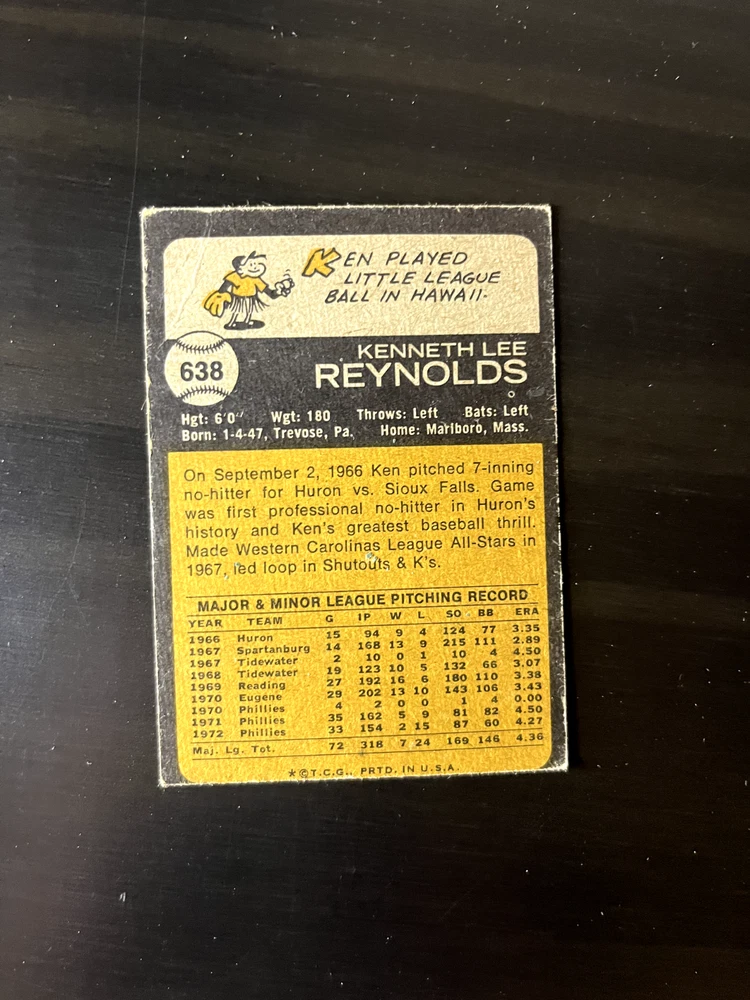 KEN PLAYED
LITTLE LEAGUE
BALL IN HAWAII.
638
KENNETH LEE
REYNOLDS
Hgt: 6'0" Wgt: 180 Throws: Left Bats: Left
Born: 1-4-47, Trevose, Pa. Home: Marlboro, Mass.
On September 2, 1966 Ken pitched 7-inning
no-hitter for Huron vs. Sioux Falls. Game
was first professional no-hitter in Huron's
history and Ken's greatest baseball thrill.
Made Western Carolinas League All-Stars in
1967, led loop in Shutouts & K's.
MAJOR & MINOR LEAGUE PITCHING RECORD
YEAR TEAM G IP W L SO BB ERA
1966 Huron 15 94 9 4 124 77 3.35
1967 Spartanburg 14 168 13 9 215 111 2.89
1967 Tidewater 2 10 0 1 10 4 4.50
1968 Tidewater 19 123 10 5 132 66 3.07
1969 Reading 27 192 16 6 180 110 3.38
1970 Eugene 29 202 13 10 143 106 3.43
1970 Phillies 4 2 0 0 1 4 0.00
1971 Phillies 35 162 5 9 81 82 4.50
1972 Phillies 33 154 2 15 87 60 4.27
Maj. Lg. Tot. 72 318 7 24 169 146 4.36
*©T.C.G., PRTD. IN U.S.A.